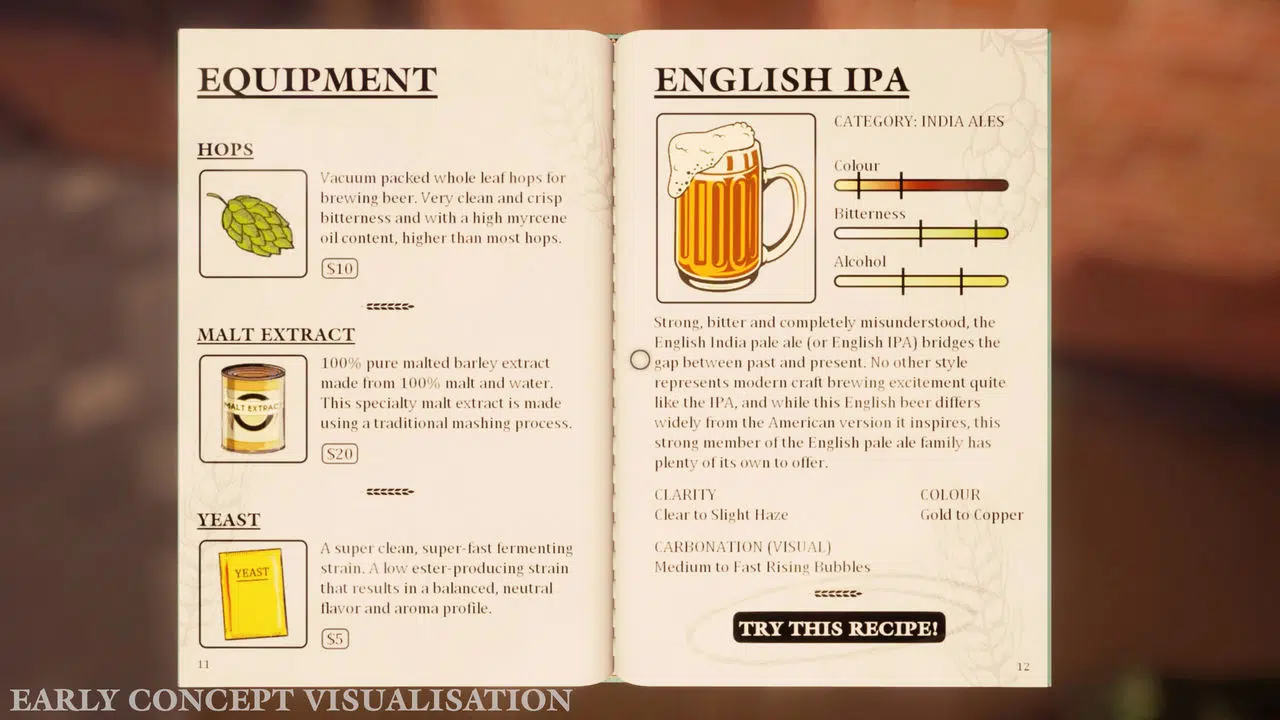 EQUIPMENT
HOPS
Vacuum packed whole leaf hops for
brewing beer. Very clean and crisp
bitterness and with a high myrcene
oil content, higher than most hops.
$10
MALT EXTRACT
MALT EXTRACT
100% pure malted barley extract
made from 100% malt and water.
This specialty malt extract is made
using a traditional mashing process.
$20
YEAST
YEAST
A super clean, super-fast fermenting
strain. A low ester-producing strain
that results in a balanced, neutral
flavor and aroma profile.
$5
11
ENGLISH IPA
CATEGORY: INDIA ALES
Colour
Bitterness
Alcohol
Strong, bitter and completely misunderstood, the
English India pale ale (or English IPA) bridges the
gap between past and present. No other style
represents modern craft brewing excitement quite
like the IPA, and while this English beer differs
widely from the American version it inspires, this
strong member of the English pale ale family has
plenty of its own to offer.
CLARITY
Clear to Slight Haze
COLOUR
Gold to Copper
CARBONATION (VISUAL)
Medium to Fast Rising Bubbles
TRY THIS RECIPE!
12
EARLY CONCEPT VISUALISATION